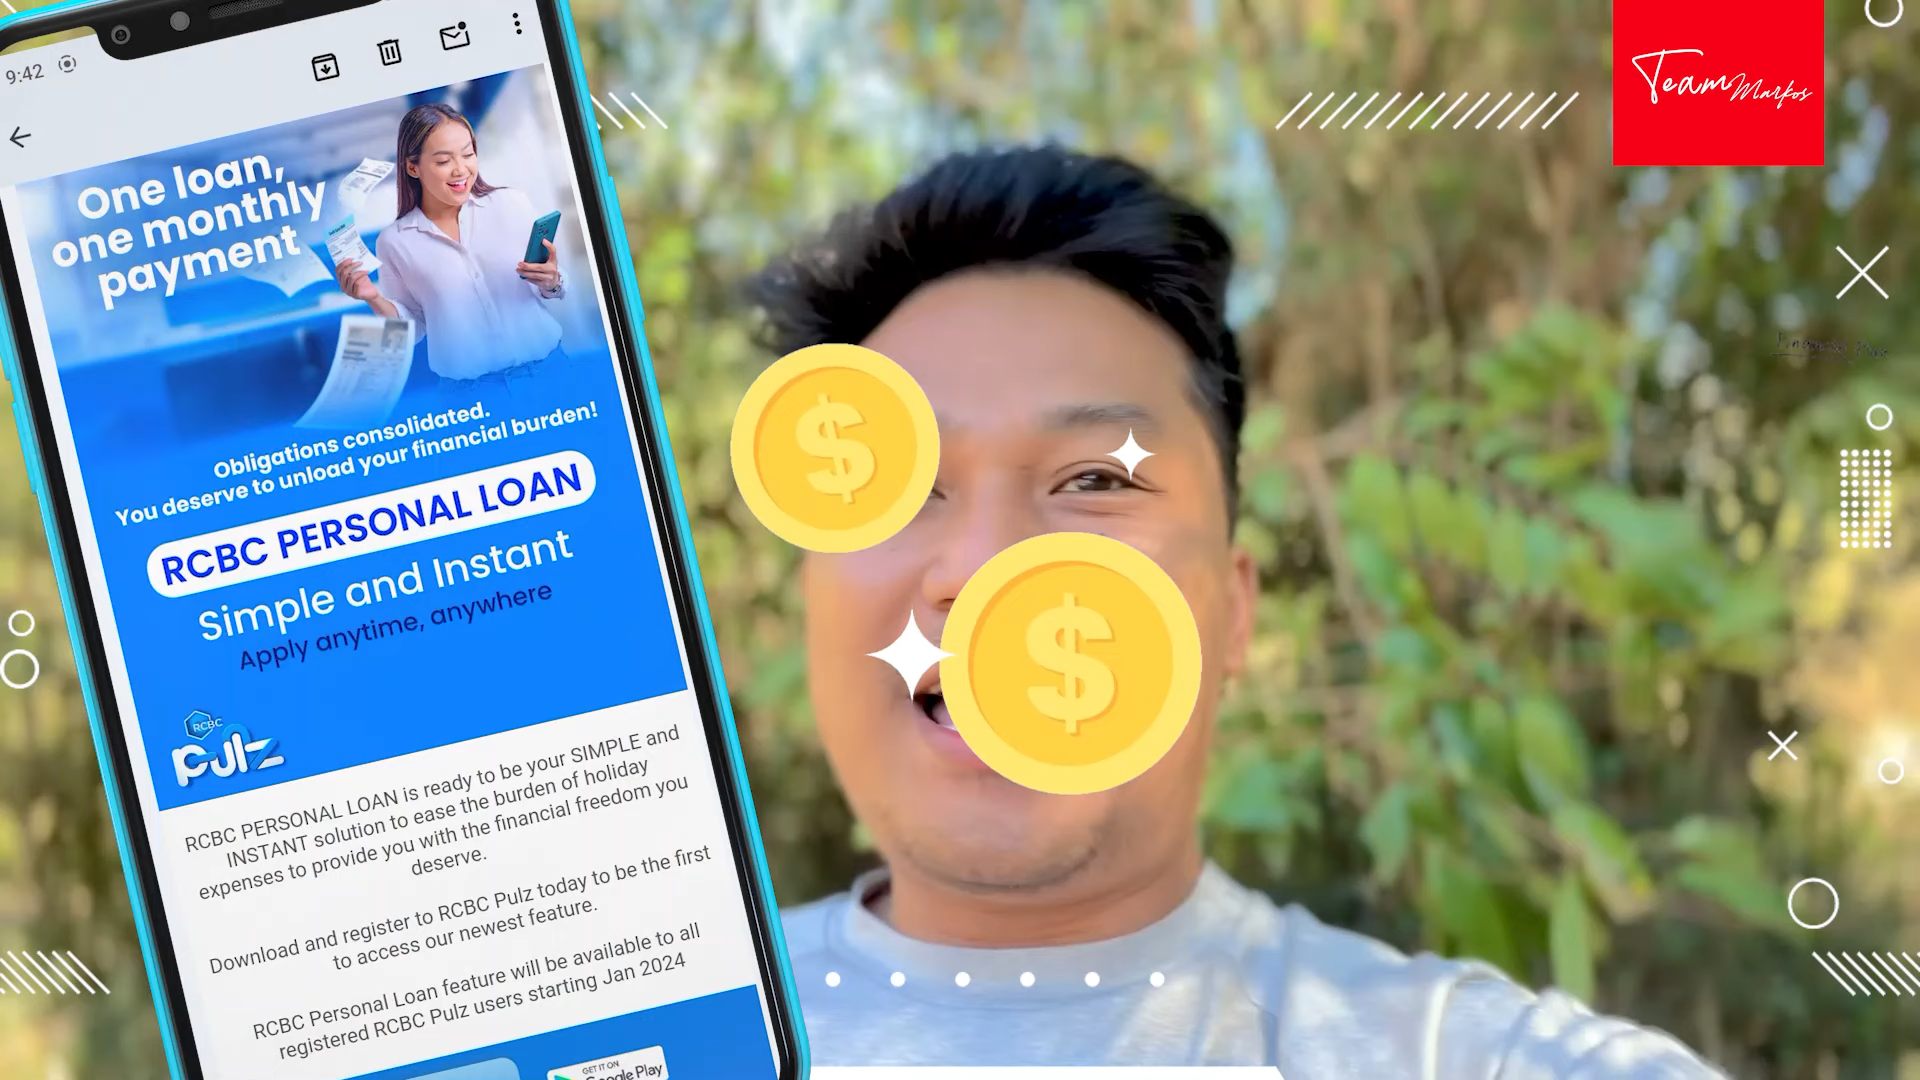 9:42
One loan,
one monthly
payment
Obligations consolidated.
You deserve to unload your financial burden!
RCBC PERSONAL LOAN
Simple and Instant
Apply anytime, anywhere
RCBC
pulz
RCBC PERSONAL LOAN is ready to be your SIMPLE and
INSTANT solution to ease the burden of holiday
expenses to provide you with the financial freedom you
deserve.
Download and register to RCBC Pulz today to be the first
to access our newest feature.
RCBC Personal Loan feature will be available to all
registered RCBC Pulz users starting Jan 2024
GET IT ON
Google Play
$
$
Team Markos